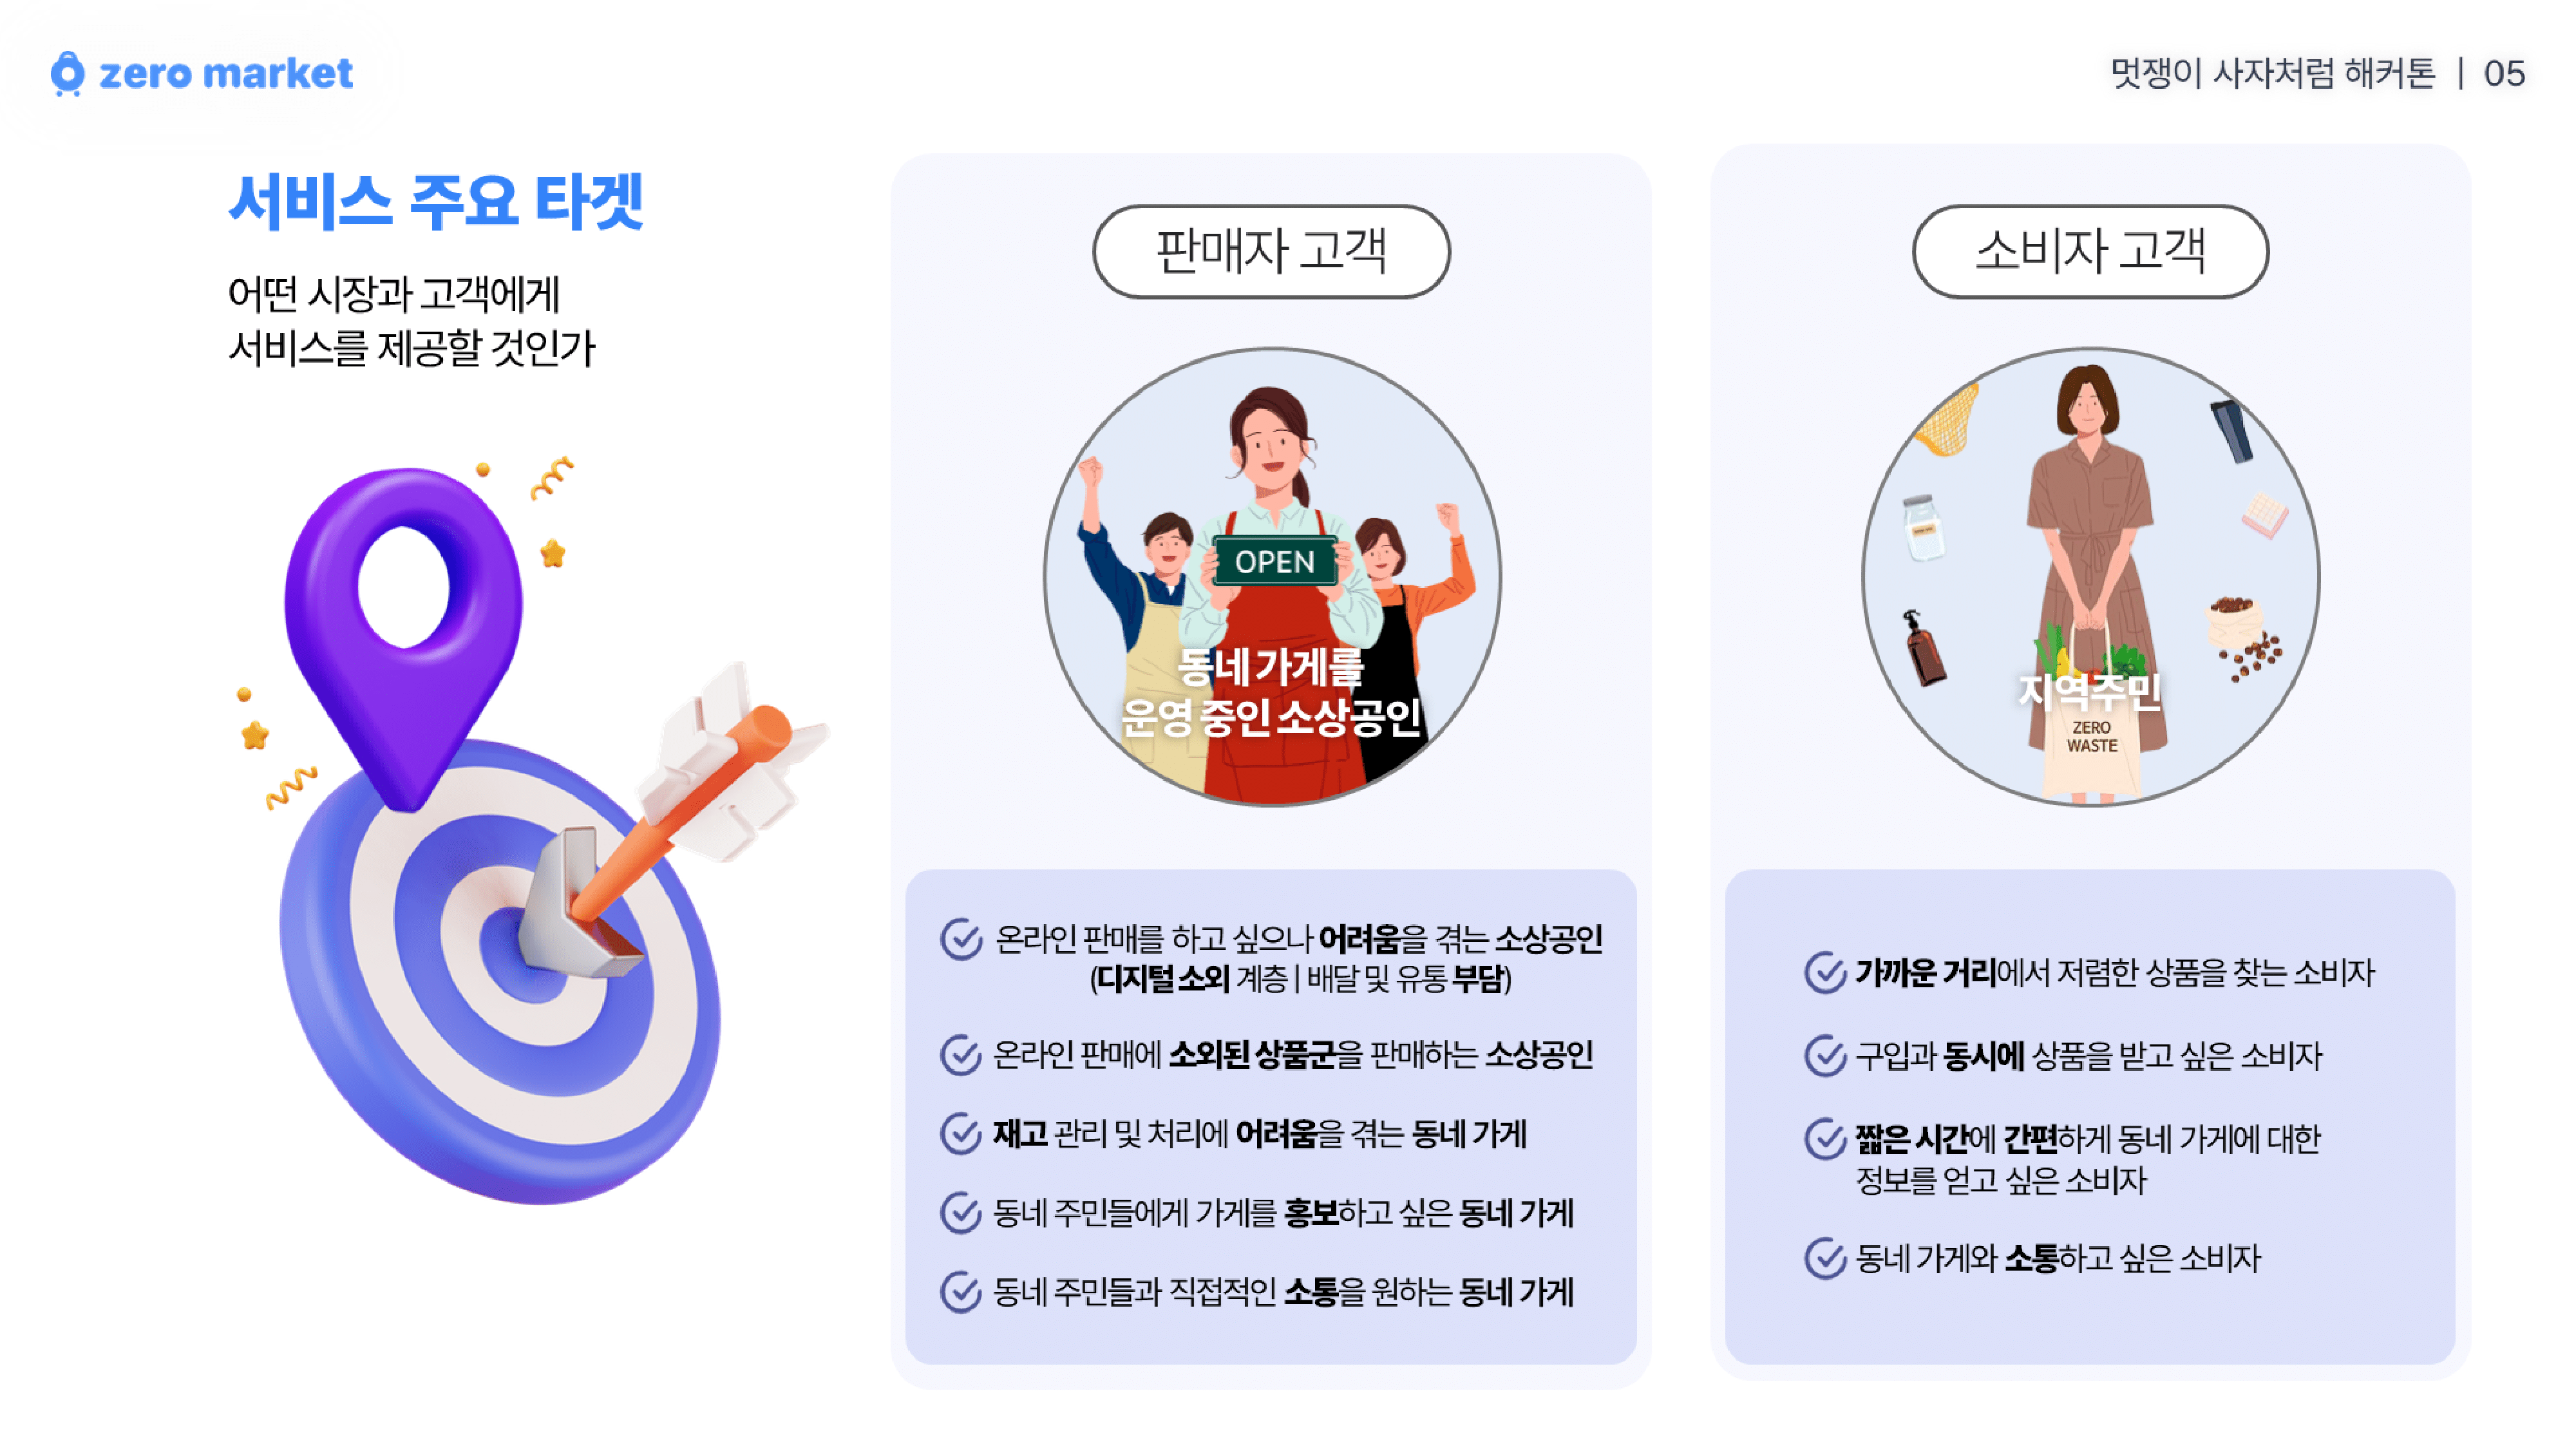 zero market
멋쟁이 사자처럼 해커톤 | 05
서비스 주요 타겟
어떤 시장과 고객에게
서비스를 제공할 것인가
판매자 고객
OPEN
동네 가게를
운영 중인 소상공인
온라인 판매를 하고 싶으나 어려움을 겪는 소상공인
(디지털 소외 계층 | 배달 및 유통 부담)
온라인 판매에 소외된 상품군을 판매하는 소상공인
재고 관리 및 처리에 어려움을 겪는 동네 가게
동네 주민들에게 가게를 홍보하고 싶은 동네 가게
동네 주민들과 직접적인 소통을 원하는 동네 가게
소비자 고객
지역주민
ZERO
WASTE
가까운 거리에서 저렴한 상품을 찾는 소비자
구입과 동시에 상품을 받고 싶은 소비자
짧은 시간에 간편하게 동네 가게에 대한
정보를 얻고 싶은 소비자
동네 가게와 소통하고 싶은 소비자